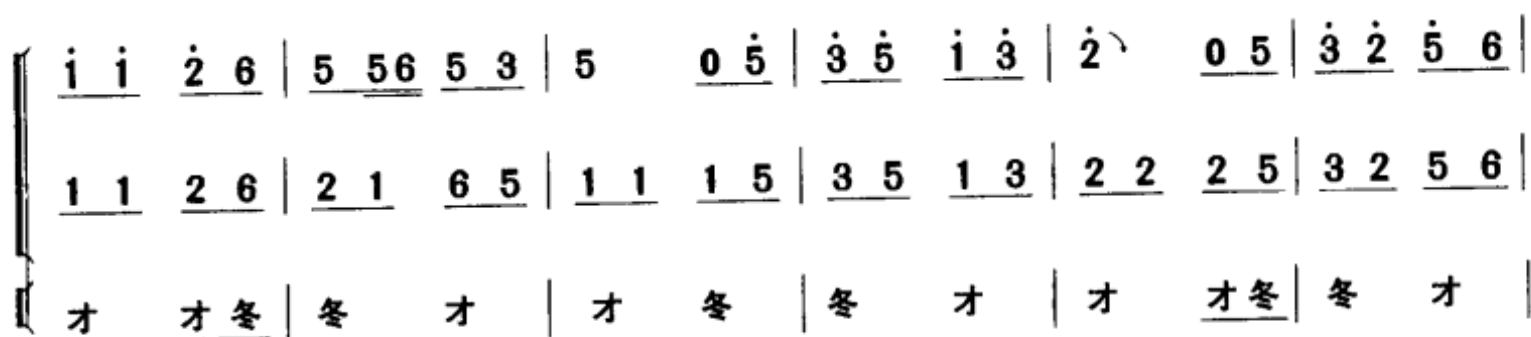 i̇ i̇ 2̇ 6 | 5 56 5 3 | 5 0 5̇ | 3̇ 5̇ i̇ 3̇ | 2̇ 0 5 | 3̇ 2̇ 5̇ 6 |
1 1 2 6 | 2 1 6 5 | 1 1 1 5 | 3 5 1 3 | 2 2 2 5 | 3 2 5 6 |
才 才 冬 | 冬 才 | 才 冬 | 冬 才 | 才 才 冬 | 冬 才 |